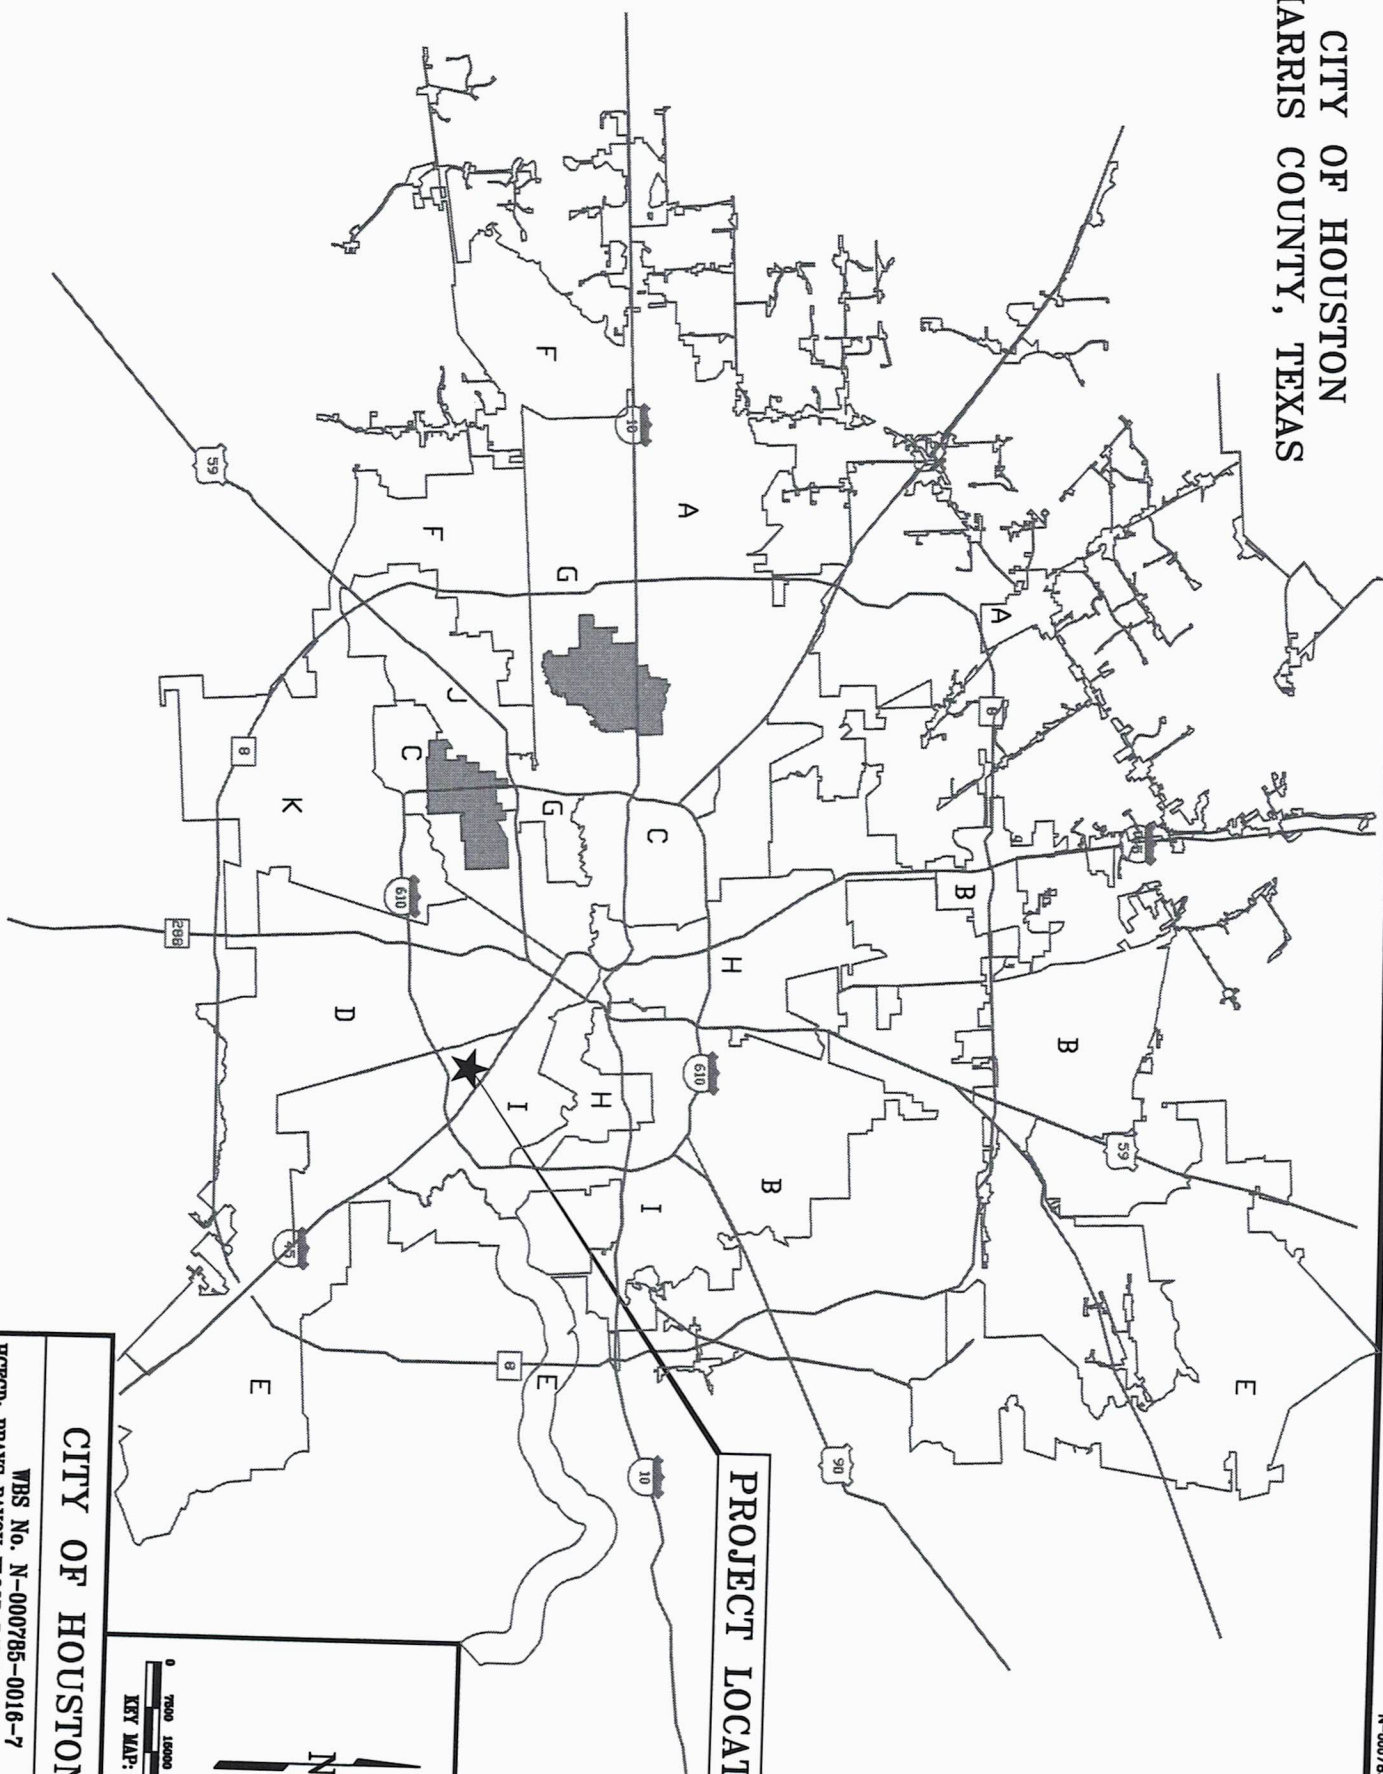 CITY OF HOUSTON
HARRIS COUNTY, TEXAS
A
A
B
B
B
C
C
D
E
E
E
F
F
G
G
H
H
I
I
J
K
10
10
59
59
8
8
8
610
610
288
45
45
90
PROJECT LOCAT
N
0 7500 15000
KEY MAP:
CITY OF HOUSTON
WBS No. N-000785-0016-7